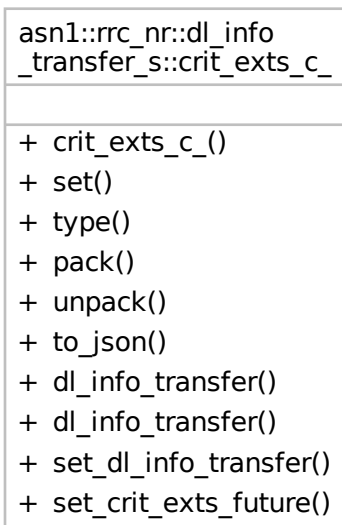 asn1::rrc_nr::dl_info
_transfer_s::crit_exts_c_
+ crit_exts_c_()
+ set()
+ type()
+ pack()
+ unpack()
+ to_json()
+ dl_info_transfer()
+ dl_info_transfer()
+ set_dl_info_transfer()
+ set_crit_exts_future()